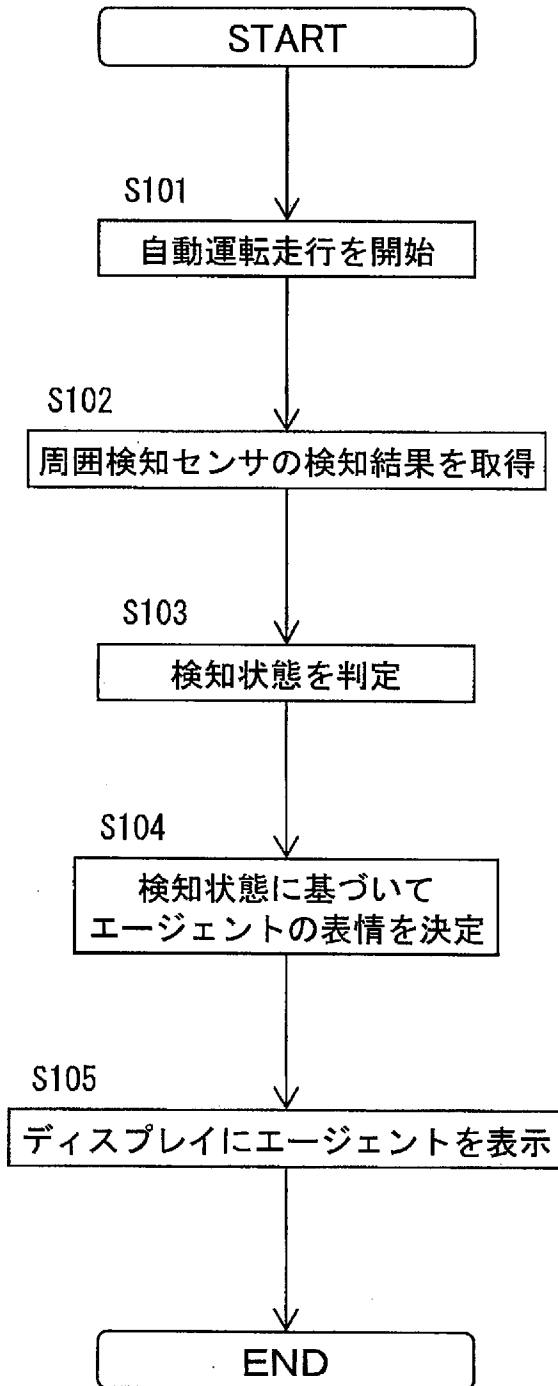 START
S101
自動運転走行を開始
S102
周囲検知センサの検知結果を取得
S103
検知状態を判定
S104
検知状態に基づいて
エージェントの表情を決定
S105
ディスプレイにエージェントを表示
END